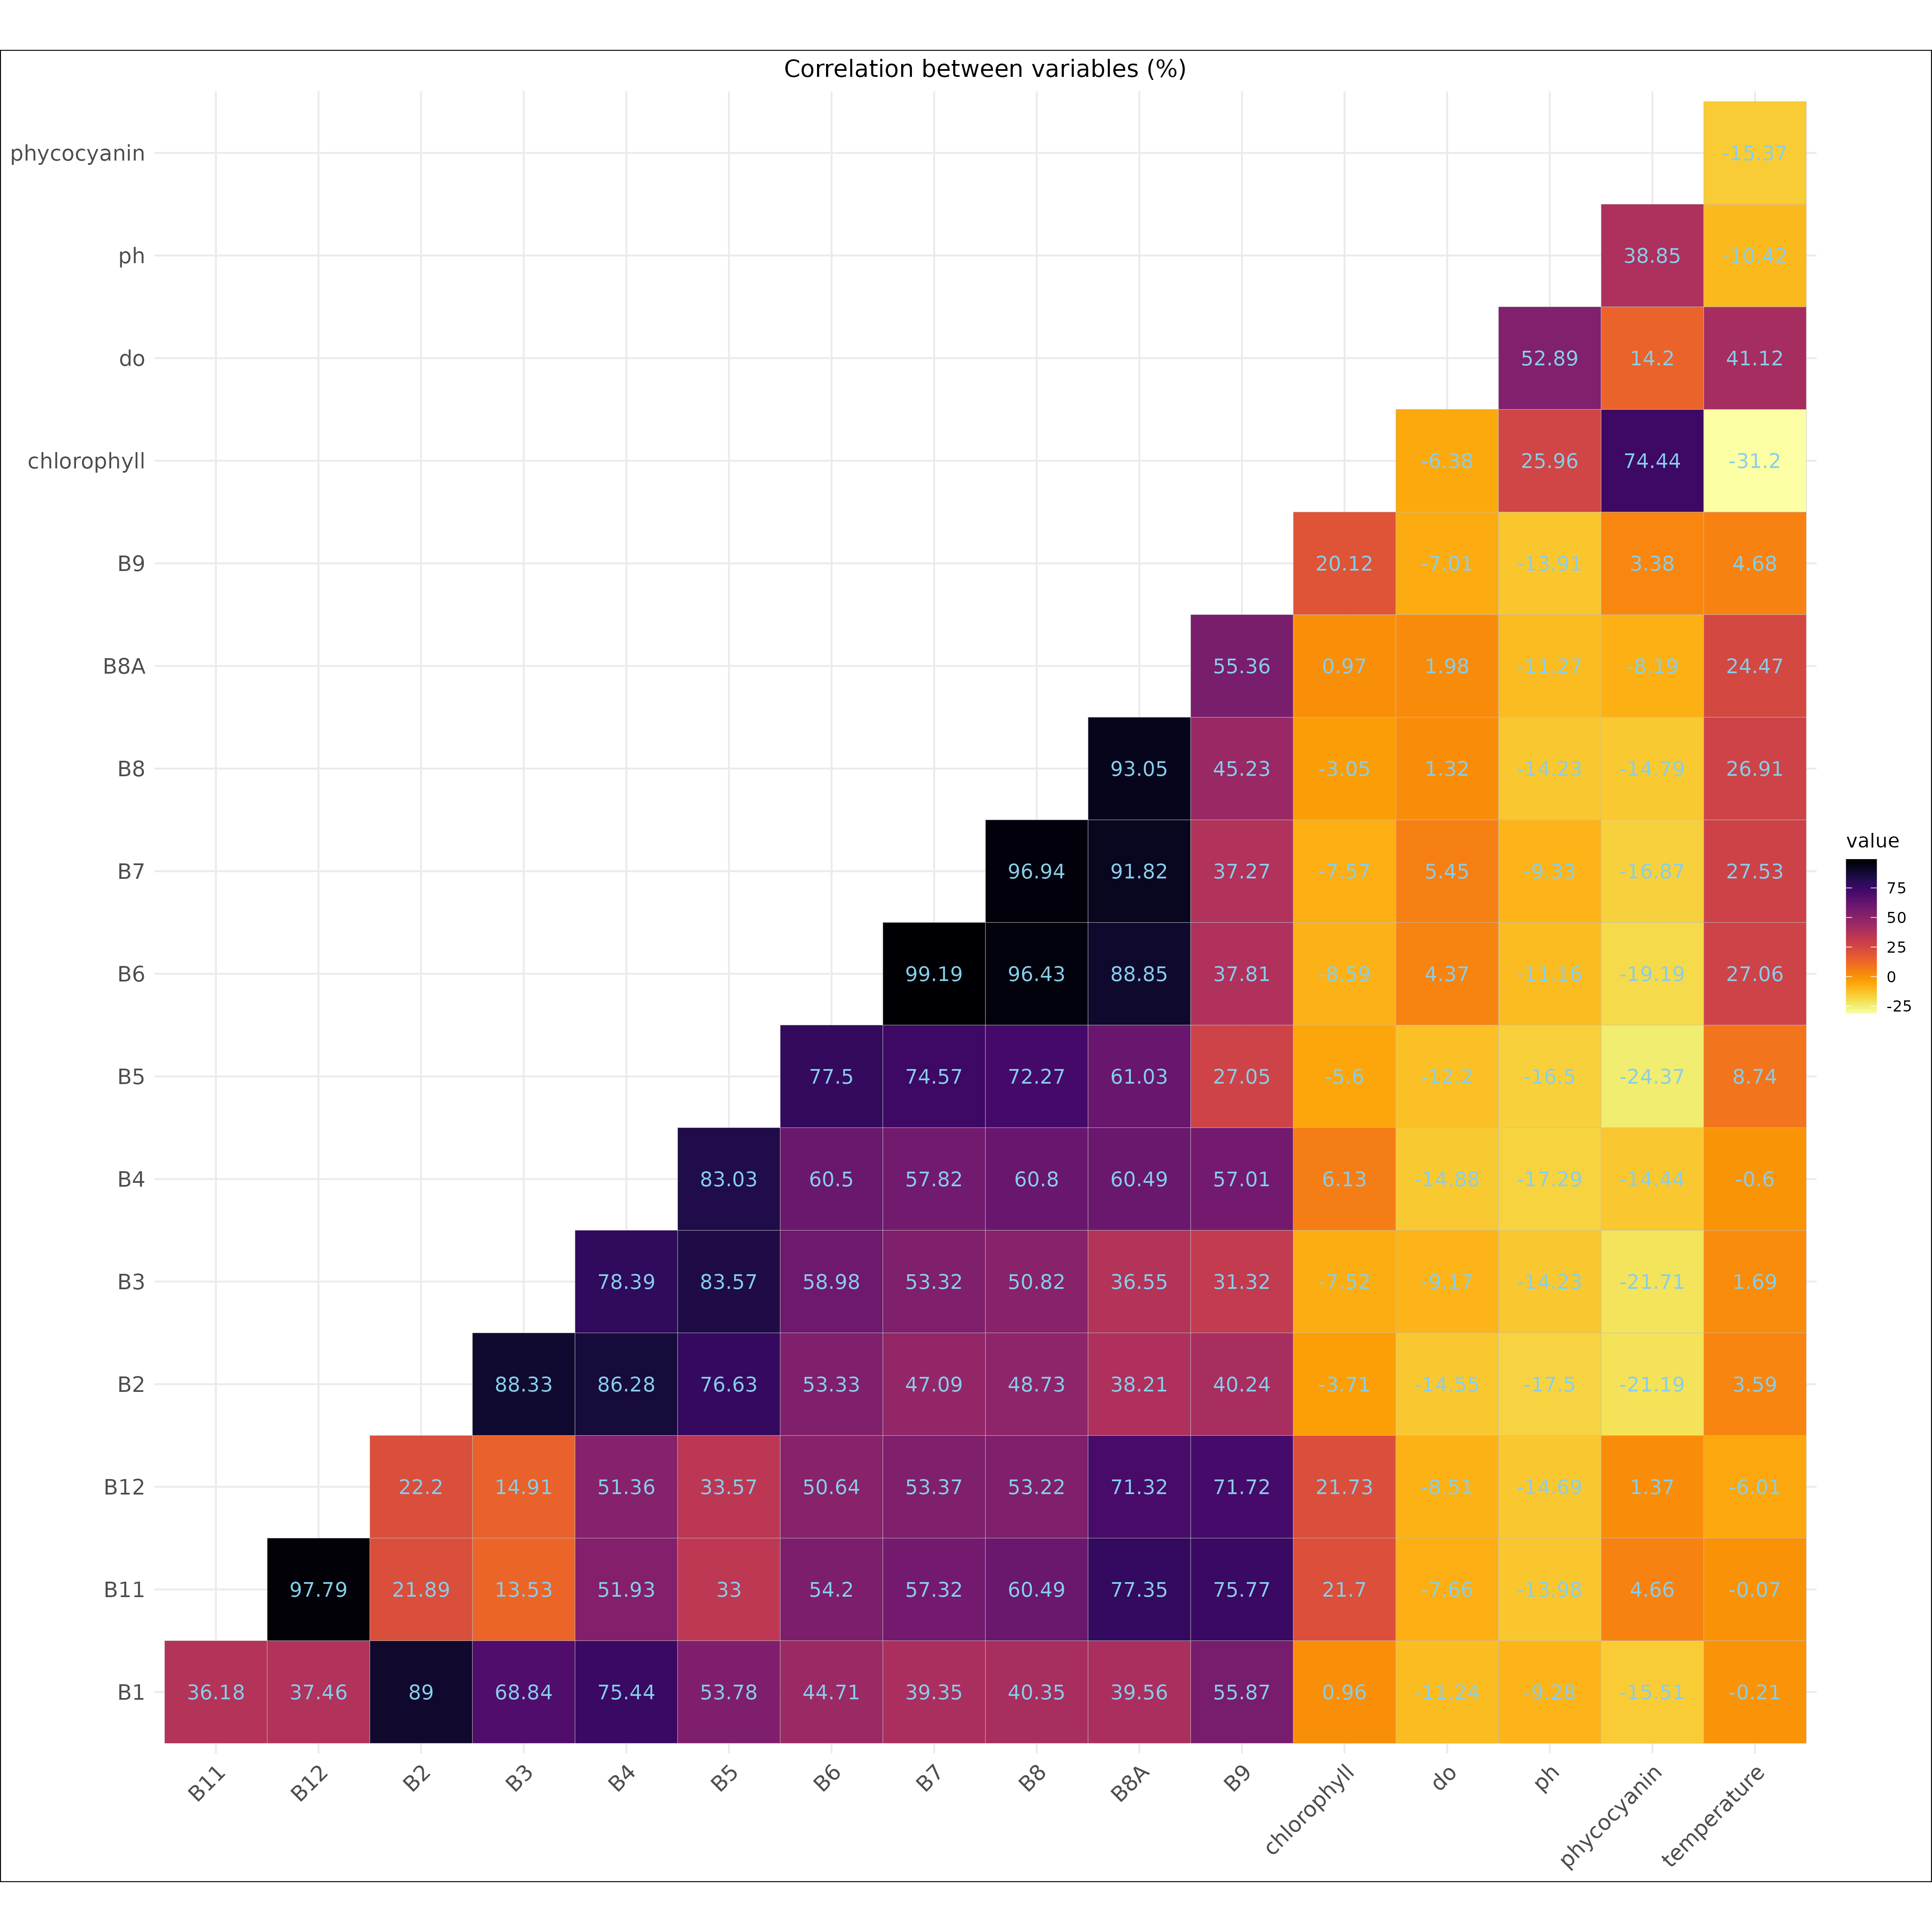 Correlation between variables (%)
phycocyanin -15.37
ph 38.85 -10.42
do 52.89 14.2 41.12
chlorophyll -6.38 25.96 74.44 -31.2
B9 20.12 -7.01 -13.91 3.38 4.68
B8A 55.36 0.97 1.98 -11.27 -8.19 24.47
B8 93.05 45.23 -3.05 1.32 -14.23 -14.79 26.91
B7 96.94 91.82 37.27 -7.57 5.45 -9.33 -16.87 27.53
B6 99.19 96.43 88.85 37.81 -8.59 4.37 -11.16 -19.19 27.06
B5 77.5 74.57 72.27 61.03 27.05 -5.6 -12.2 -16.5 -24.37 8.74
B4 83.03 60.5 57.82 60.8 60.49 57.01 6.13 -14.88 -17.29 -14.44 -0.6
B3 78.39 83.57 58.98 53.32 50.82 36.55 31.32 -7.52 -9.17 -14.23 -21.71 1.69
B2 88.33 86.28 76.63 53.33 47.09 48.73 38.21 40.24 -3.71 -14.55 -17.5 -21.19 3.59
B12 22.2 14.91 51.36 33.57 50.64 53.37 53.22 71.32 71.72 21.73 -8.51 -14.69 1.37 -6.01
B11 97.79 21.89 13.53 51.93 33 54.2 57.32 60.49 77.35 75.77 21.7 -7.66 -13.98 4.66 -0.07
B1 36.18 37.46 89 68.84 75.44 53.78 44.71 39.35 40.35 39.56 55.87 0.96 -11.24 -9.28 -15.51 -0.21
B11 B12 B2 B3 B4 B5 B6 B7 B8 B8A B9 chlorophyll do ph phycocyanin temperature
value
75
50
25
0
-25